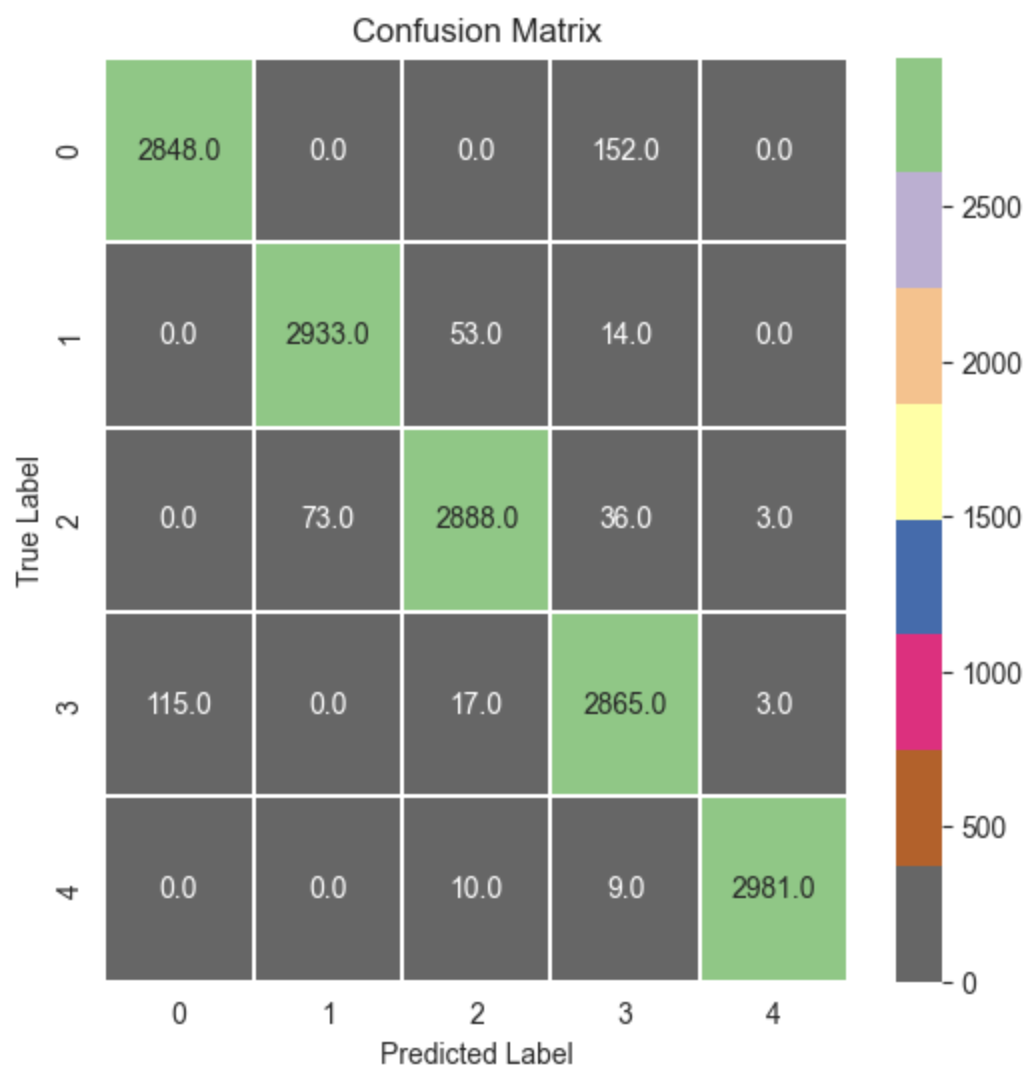 Confusion Matrix
0 2848.0 0.0 0.0 152.0 0.0
1 0.0 2933.0 53.0 14.0 0.0
2 0.0 73.0 2888.0 36.0 3.0
3 115.0 0.0 17.0 2865.0 3.0
4 0.0 0.0 10.0 9.0 2981.0
0 1 2 3 4
Predicted Label
True Label
2500
2000
1500
1000
500
0